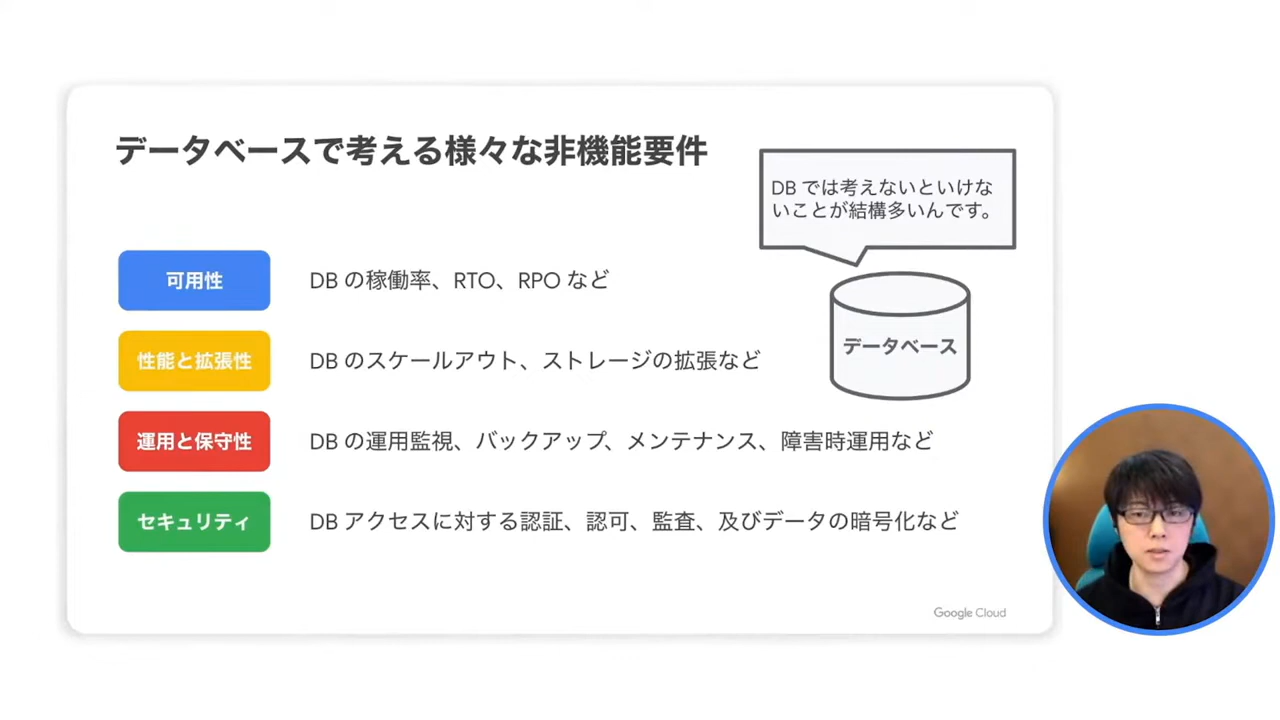 データベースで考える様々な非機能要件
DB では考えないといけな
いことが結構多いんです。
可用性
DB の稼働率、RTO、RPO など
データベース
性能と拡張性
DB のスケールアウト、ストレージの拡張など
運用と保守性
DB の運用監視、バックアップ、メンテナンス、障害時運用など
セキュリティ
DB アクセスに対する認証、認可、監査、及びデータの暗号化など
Google Cloud